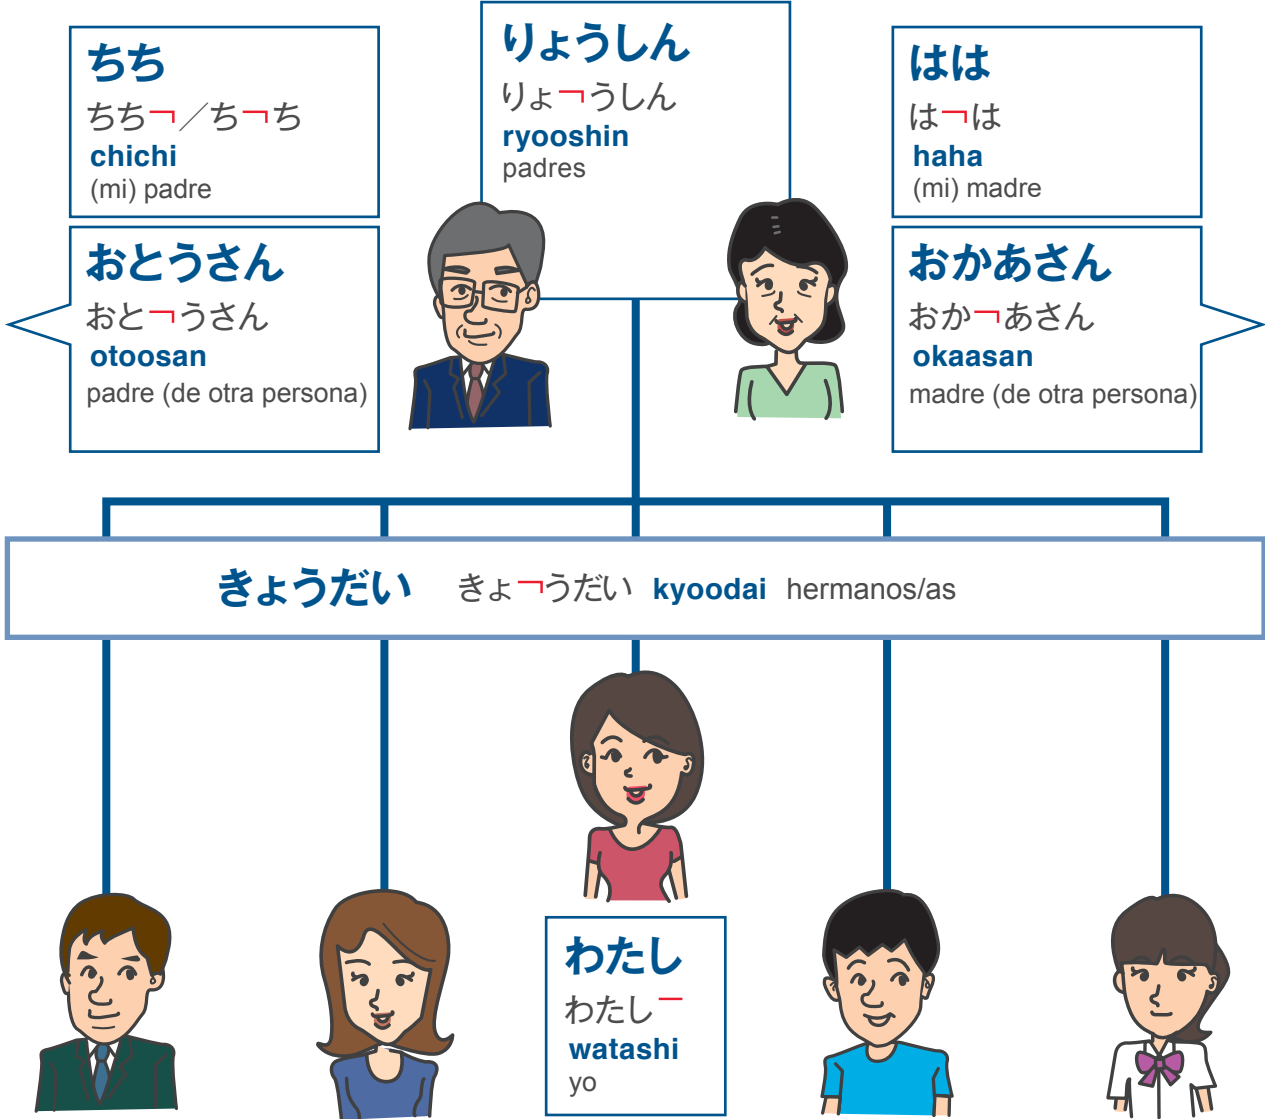 ちち
ちち¬／ち¬ち
chichi
(mi) padre
りょうしん
りょ¬うしん
ryooshin
padres
はは
は¬は
haha
(mi) madre
おとうさん
おと¬うさん
otoosan
padre (de otra persona)
おかあさん
おか¬あさん
okaasan
madre (de otra persona)
きょうだい きょ¬うだい kyoodai hermanos/as
わたし
わたし¯
watashi
yo